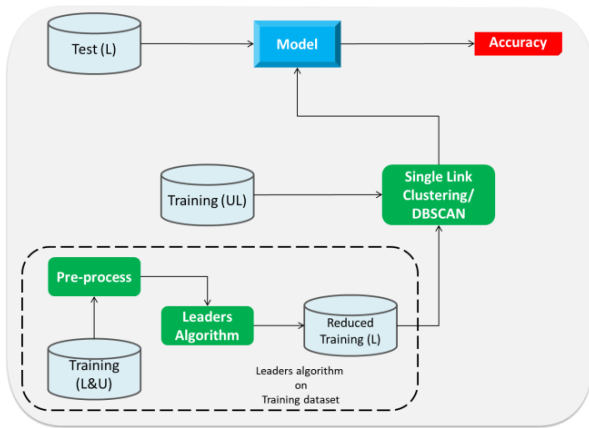 Test (L)
Model
Accuracy
Training (UL)
Single Link
Clustering/
DBSCAN
Pre-process
Leaders
Algorithm
Reduced
Training (L)
Training
(L&U)
Leaders algorithm
on
Training dataset